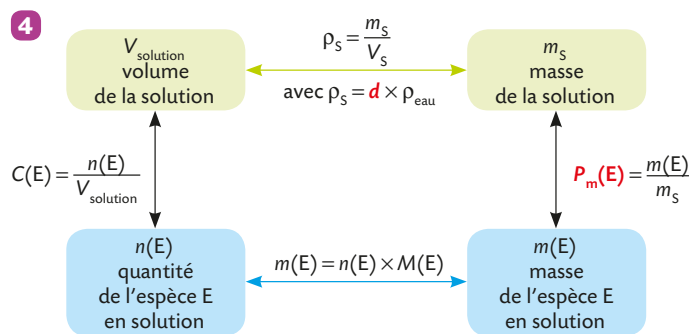 4
V_solution
volume
de la solution
ρ_S = m_S / V_S
avec ρ_S = d × ρ_eau
m_S
masse
de la solution
C(E) = n(E) / V_solution
P_m(E) = m(E) / m_S
n(E)
quantité
de l'espèce E
en solution
m(E) = n(E) × M(E)
m(E)
masse
de l'espèce E
en solution